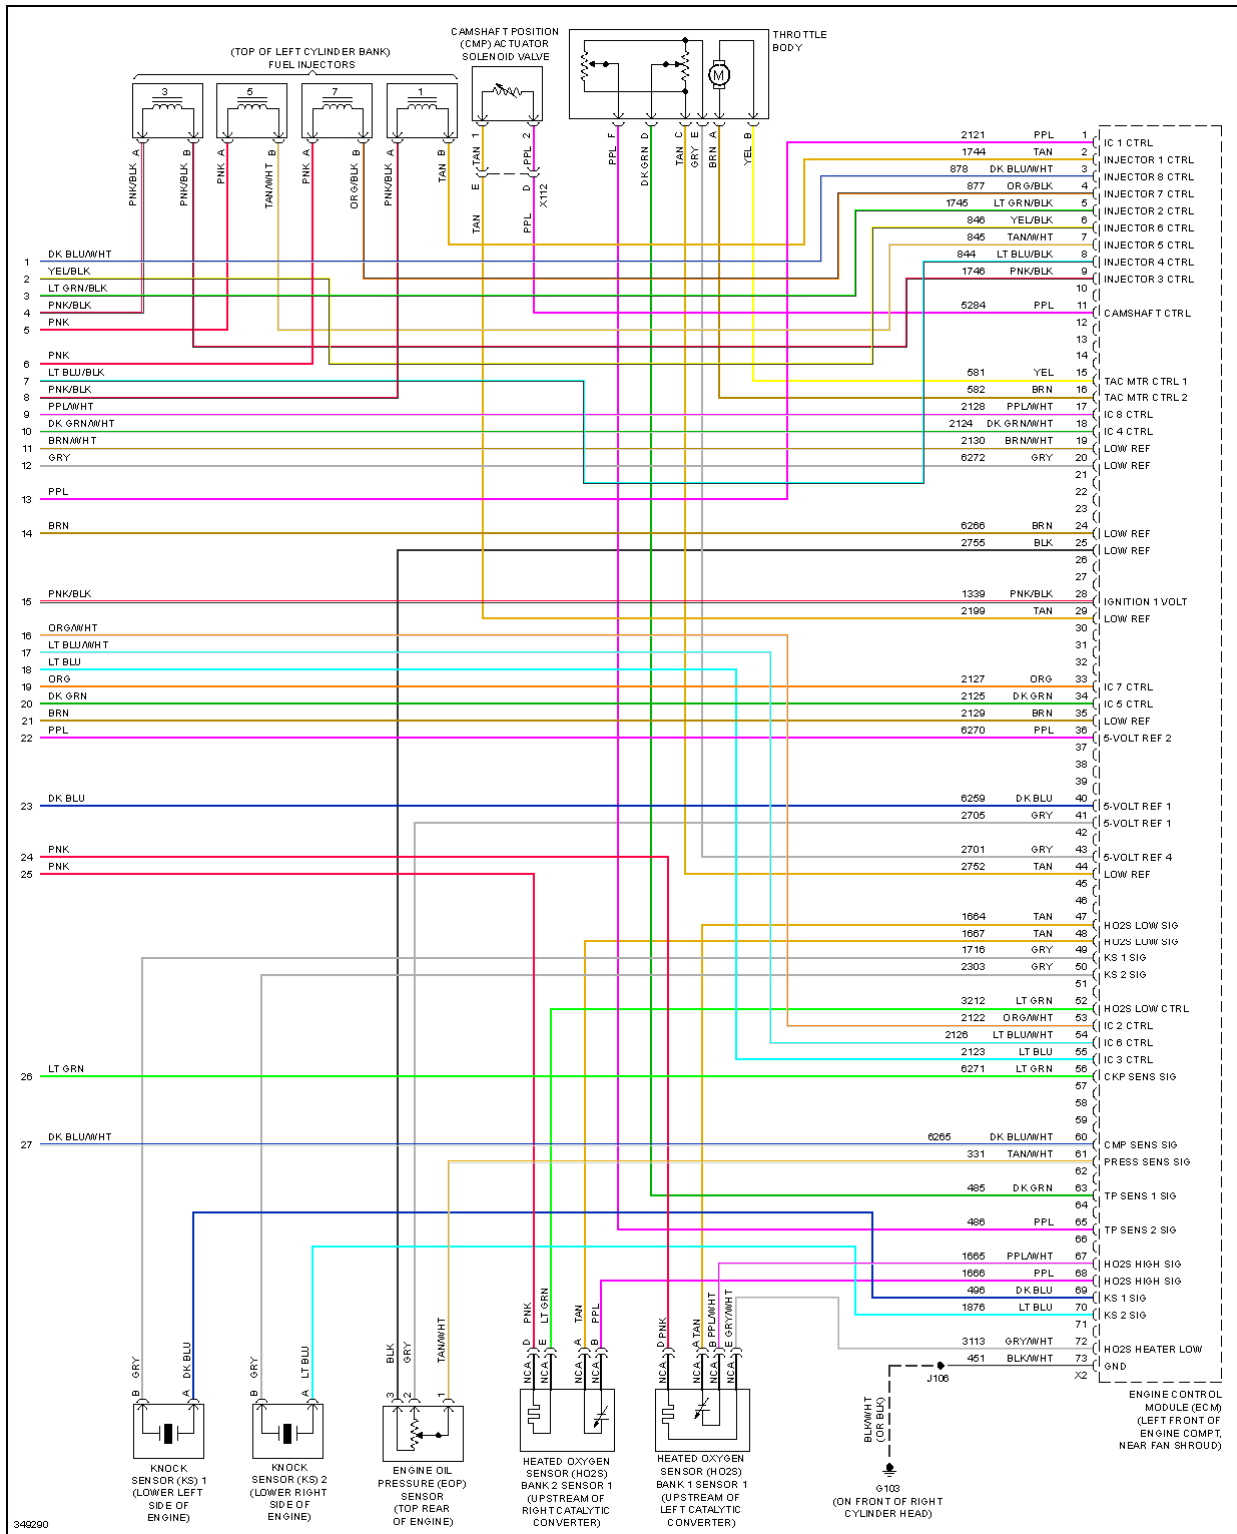 CAMSHAFT POSITION
(CMP) ACTUATOR
SOLENOID VALVE
THROTTLE
BODY
(TOP OF LEFT CYLINDER BANK)
FUEL INJECTORS
3
5
7
1
M
PNK/BLK A
PNK/BLK B
PNK A
TAN/WHT B
PNK A
ORG/BLK B
PNK/BLK A
TAN B
TAN 1
PPL 2
E
D
X112
TAN
PPL
PPL F
DK GRN D
TAN C
GRY E
BRN A
YEL B
1 DK BLU/WHT
2 YEL/BLK
3 LT GRN/BLK
4 PNK/BLK
5 PNK
6 PNK
7 LT BLU/BLK
8 PNK/BLK
9 PPL/WHT
10 DK GRN/WHT
11 BRN/WHT
12 GRY
13 PPL
14 BRN
15 PNK/BLK
16 ORG/WHT
17 LT BLU/WHT
18 LT BLU
19 ORG
20 DK GRN
21 BRN
22 PPL
23 DK BLU
24 PNK
25 PNK
26 LT GRN
27 DK BLU/WHT
2121 PPL 1 IC 1 CTRL
1744 TAN 2 INJECTOR 1 CTRL
878 DK BLU/WHT 3 INJECTOR 8 CTRL
877 ORG/BLK 4 INJECTOR 7 CTRL
1745 LT GRN/BLK 5 INJECTOR 2 CTRL
846 YEL/BLK 6 INJECTOR 6 CTRL
845 TAN/WHT 7 INJECTOR 5 CTRL
844 LT BLU/BLK 8 INJECTOR 4 CTRL
1746 PNK/BLK 9 INJECTOR 3 CTRL
10
5284 PPL 11 CAMSHAFT CTRL
12
13
14
581 YEL 15 TAC MTR CTRL 1
582 BRN 16 TAC MTR CTRL 2
2128 PPL/WHT 17 IC 8 CTRL
2124 DK GRN/WHT 18 IC 4 CTRL
2130 BRN/WHT 19 LOW REF
6272 GRY 20 LOW REF
21
22
23
6266 BRN 24 LOW REF
2755 BLK 25 LOW REF
26
27
1339 PNK/BLK 28 IGNITION 1 VOLT
2199 TAN 29 LOW REF
30
31
32
2127 ORG 33 IC 7 CTRL
2125 DK GRN 34 IC 5 CTRL
2129 BRN 35 LOW REF
6270 PPL 36 5-VOLT REF 2
37
38
39
6259 DK BLU 40 5-VOLT REF 1
2705 GRY 41 5-VOLT REF 1
42
2701 GRY 43 5-VOLT REF 4
2752 TAN 44 LOW REF
45
46
1664 TAN 47 HO2S LOW SIG
1667 TAN 48 HO2S LOW SIG
1716 GRY 49 KS 1 SIG
2303 GRY 50 KS 2 SIG
51
3212 LT GRN 52 HO2S LOW CTRL
2122 ORG/WHT 53 IC 2 CTRL
2126 LT BLU/WHT 54 IC 6 CTRL
2123 LT BLU 55 IC 3 CTRL
6271 LT GRN 56 CKP SENS SIG
57
58
59
6265 DK BLU/WHT 60 CMP SENS SIG
331 TAN/WHT 61 PRESS SENS SIG
62
485 DK GRN 63 TP SENS 1 SIG
64
486 PPL 65 TP SENS 2 SIG
66
1665 PPL/WHT 67 HO2S HIGH SIG
1666 PPL 68 HO2S HIGH SIG
496 DK BLU 69 KS 1 SIG
1876 LT BLU 70 KS 2 SIG
71
3113 GRY/WHT 72 HO2S HEATER LOW
451 BLK/WHT 73 GND
X2
J106
BLK/WHT
(OR BLK)
G103
(ON FRONT OF RIGHT
CYLINDER HEAD)
ENGINE CONTROL
MODULE (ECM)
(LEFT FRONT OF
ENGINE COMPT,
NEAR FAN SHROUD)
B GRY
A DK BLU
B GRY
A LT BLU
3 BLK
2 GRY
1 TAN/WHT
NCA D PNK
NCA E LT GRN
NCA A TAN
NCA B PPL
NCA D PNK
NCA A TAN
NCA B PPL/WHT
NCA E GRY/WHT
KNOCK
SENSOR (KS) 1
(LOWER LEFT
SIDE OF
ENGINE)
KNOCK
SENSOR (KS) 2
(LOWER RIGHT
SIDE OF
ENGINE)
ENGINE OIL
PRESSURE (EOP)
SENSOR
(TOP REAR
OF ENGINE)
HEATED OXYGEN
SENSOR (HO2S)
BANK 2 SENSOR 1
(UPSTREAM OF
RIGHT CATALYTIC
CONVERTER)
HEATED OXYGEN
SENSOR (HO2S)
BANK 1 SENSOR 1
(UPSTREAM OF
LEFT CATALYTIC
CONVERTER)
349290